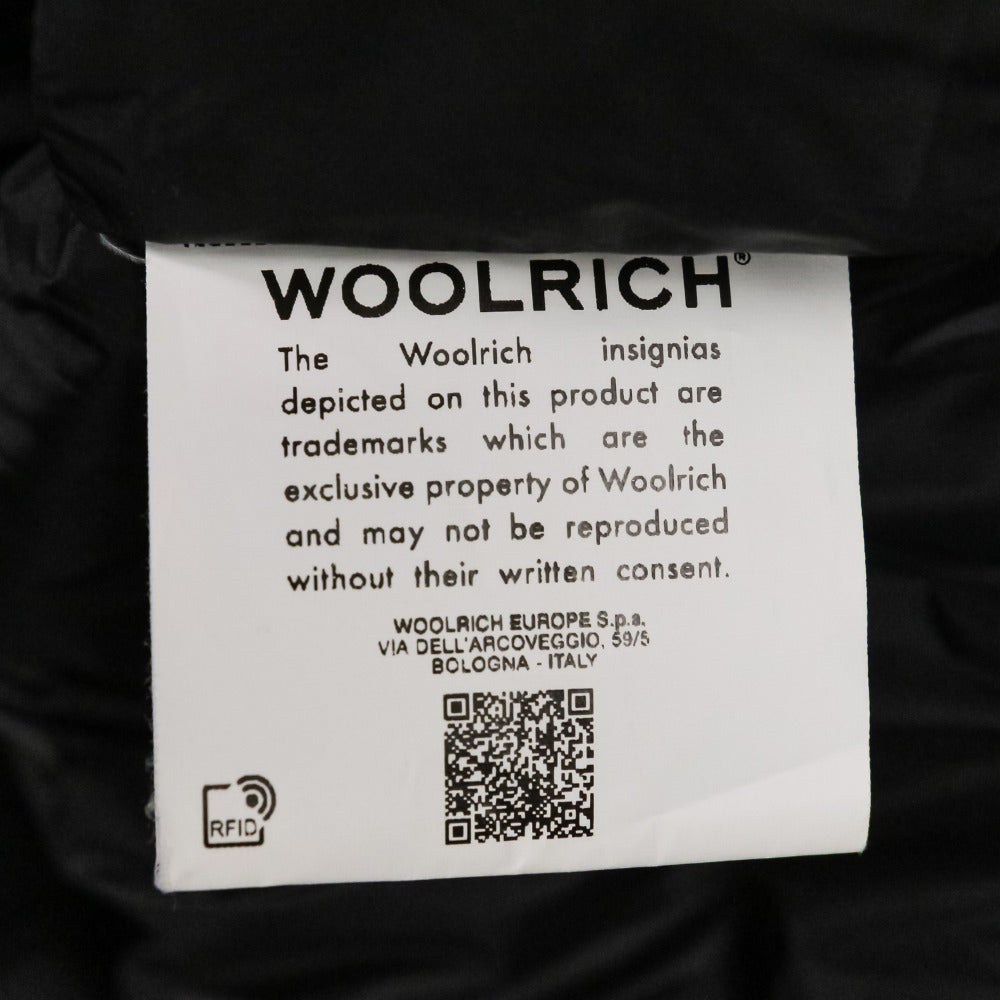 WOOLRICH®
The Woolrich insignias
depicted on this product are
trademarks which are the
exclusive property of Woolrich
and may not be reproduced
without their written consent.
WOOLRICH EUROPE S.p.a.
VIA DELL'ARCOVEGGIO, 59/5
BOLOGNA - ITALY
RFID